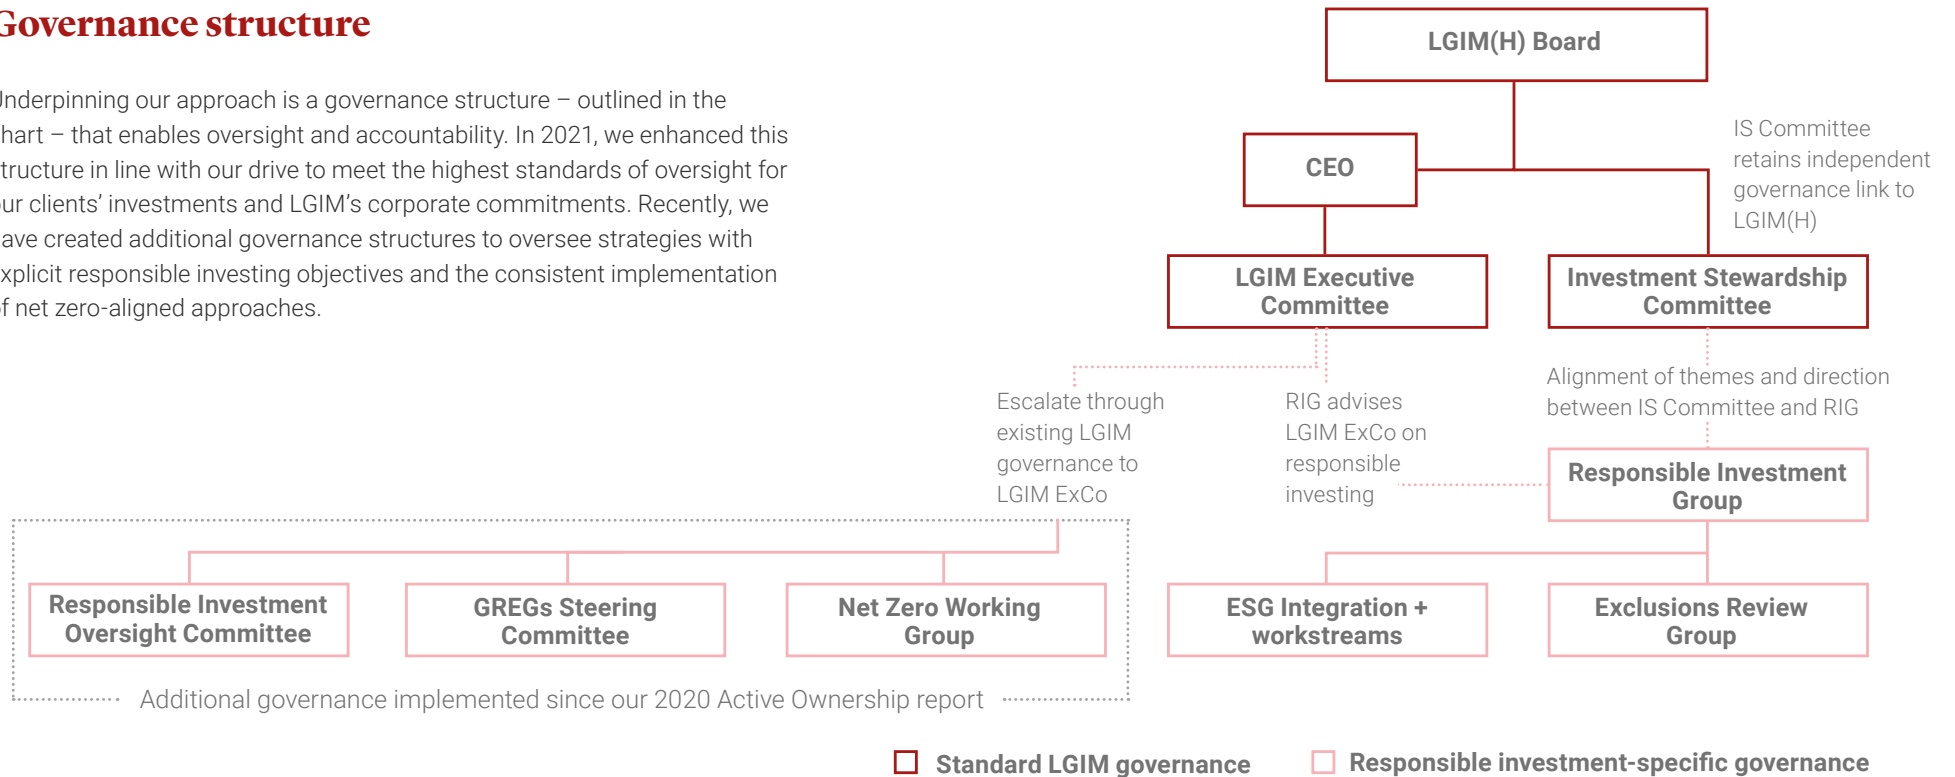 Governance structure
Underpinning our approach is a governance structure – outlined in the
chart – that enables oversight and accountability. In 2021, we enhanced this
structure in line with our drive to meet the highest standards of oversight for
our clients’ investments and LGIM’s corporate commitments. Recently, we
have created additional governance structures to oversee strategies with
explicit responsible investing objectives and the consistent implementation
of net zero-aligned approaches.
LGIM(H) Board
CEO
IS Committee
retains independent
governance link to
LGIM(H)
LGIM Executive
Committee
Investment Stewardship
Committee
Escalate through
existing LGIM
governance to
LGIM ExCo
RIG advises
LGIM ExCo on
responsible
investing
Alignment of themes and direction
between IS Committee and RIG
Responsible Investment
Group
Responsible Investment
Oversight Committee
GREGs Steering
Committee
Net Zero Working
Group
ESG Integration +
workstreams
Exclusions Review
Group
Additional governance implemented since our 2020 Active Ownership report
Standard LGIM governance
Responsible investment-specific governance